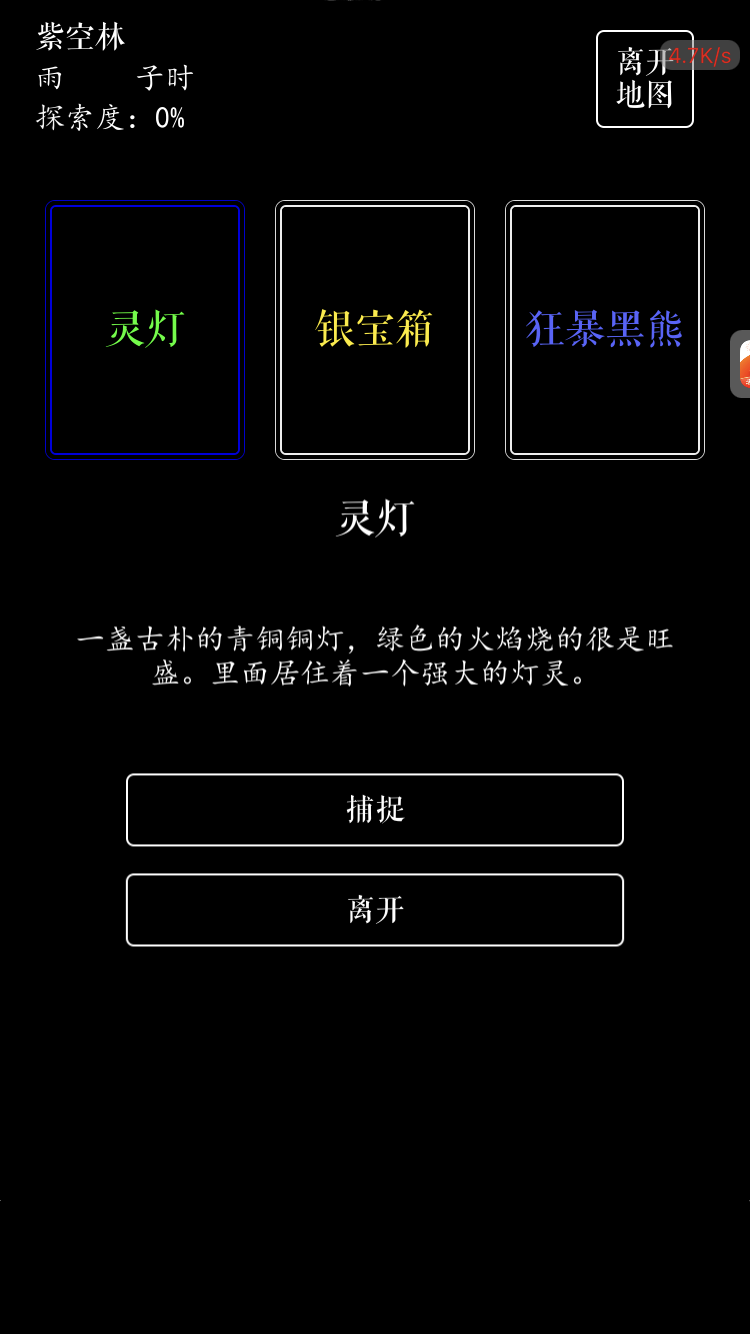 紫空林
雨 子时
探索度: 0%
离开
地图
4.7K/s
灵灯
银宝箱
狂暴黑熊
灵灯
一盏古朴的青铜铜灯，绿色的火焰烧的很是旺
盛。里面居住着一个强大的灯灵。
捕捉
离开